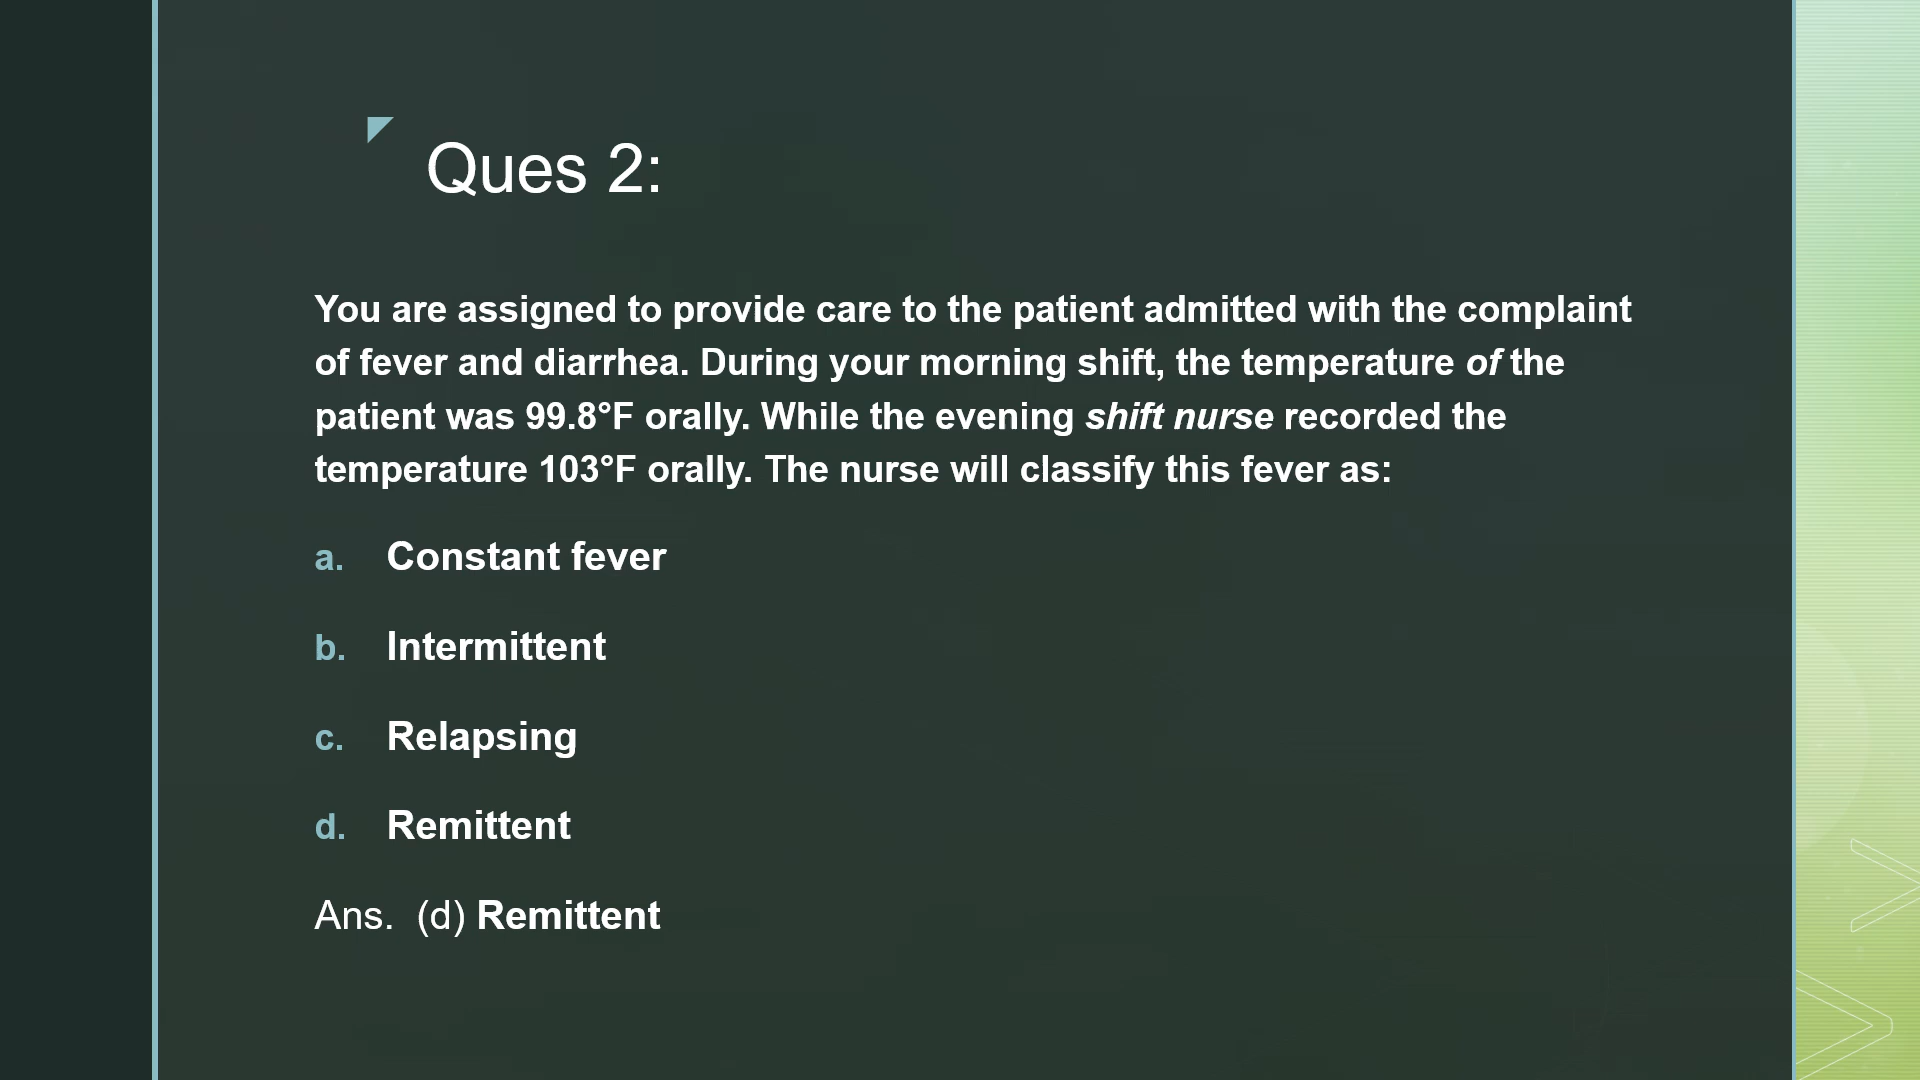 Ques 2:
You are assigned to provide care to the patient admitted with the complaint
of fever and diarrhea. During your morning shift, the temperature of the
patient was 99.8°F orally. While the evening shift nurse recorded the
temperature 103°F orally. The nurse will classify this fever as:
a. Constant fever
b. Intermittent
c. Relapsing
d. Remittent
Ans. (d) Remittent